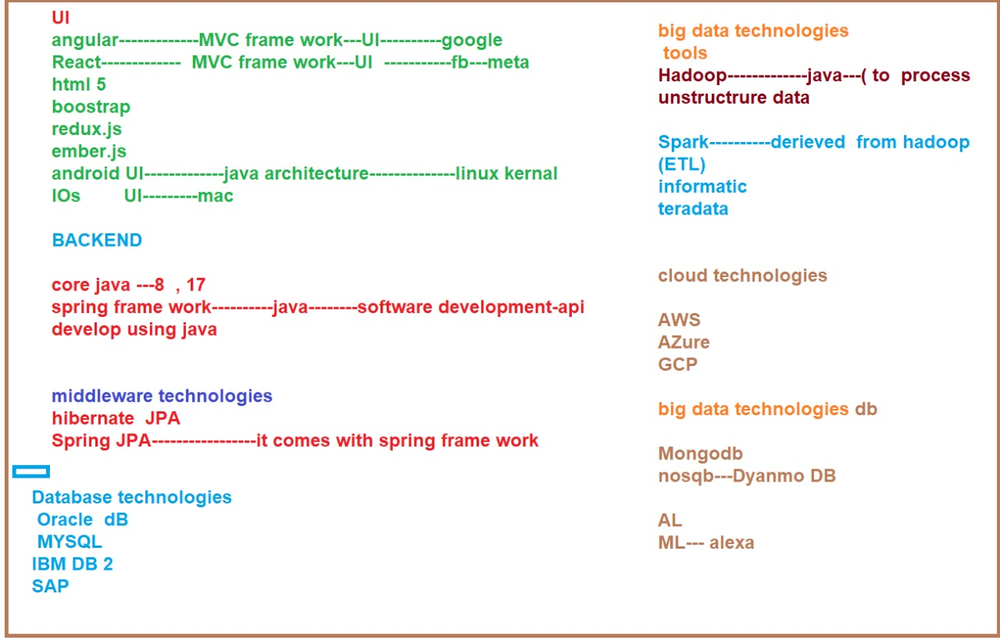 UI
angular-------------MVC frame work---UI----------google
React------------- MVC frame work---UI -----------fb---meta
html 5
boostrap
redux.js
ember.js
android UI-------------java architecture--------------linux kernal
IOs UI---------mac
BACKEND
core java ---8 , 17
spring frame work----------java--------software development-api
develop using java
middleware technologies
hibernate JPA
Spring JPA-----------------it comes with spring frame work
Database technologies
Oracle dB
MYSQL
IBM DB 2
SAP
big data technologies
tools
Hadoop-------------java---( to process
unstructrure data
Spark----------derieved from hadoop
(ETL)
informatic
teradata
cloud technologies
AWS
AZure
GCP
big data technologies db
Mongodb
nosqb---Dyanmo DB
AL
ML--- alexa